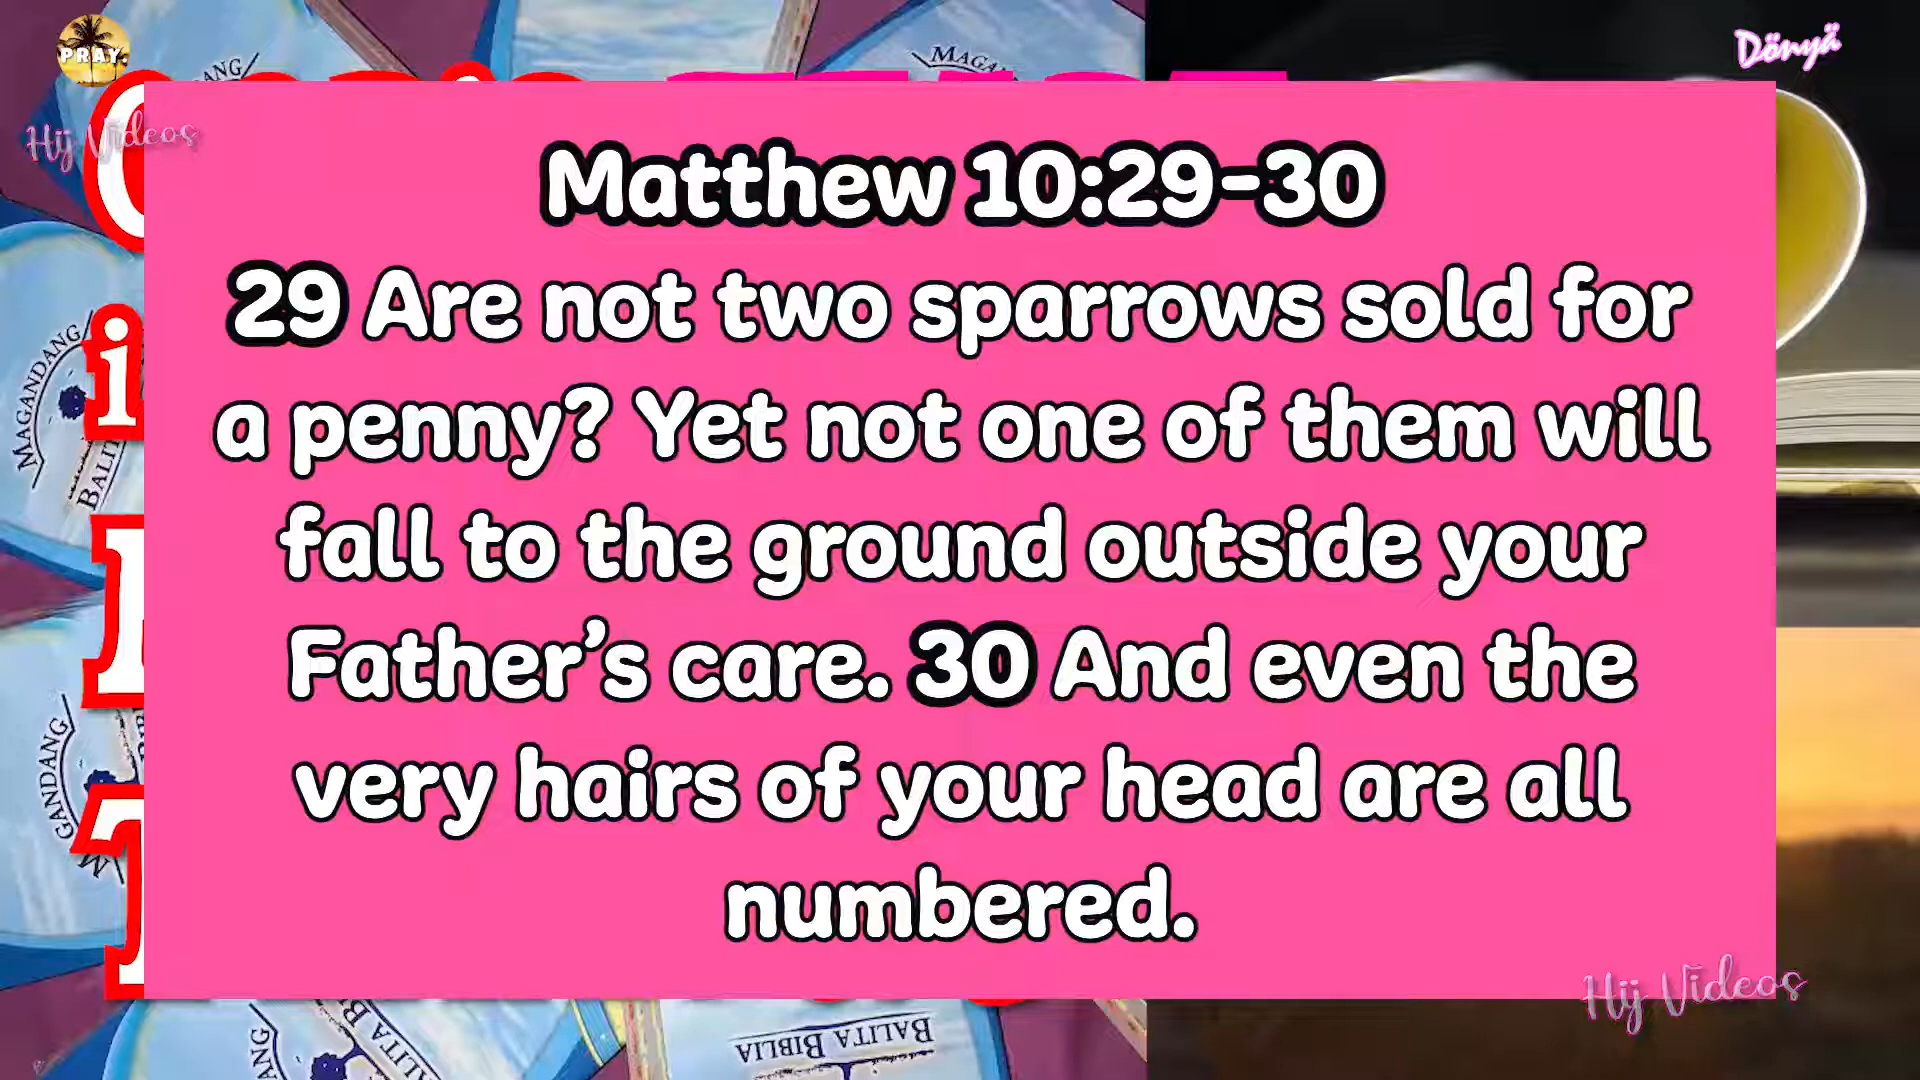 PRAY.
Dönyä
Hij Videos
Matthew 10:29-30
29 Are not two sparrows sold for
a penny? Yet not one of them will
fall to the ground outside your
Father’s care. 30 And even the
very hairs of your head are all
numbered.
Hij Videos
MAGANDANG
BALITA BIBLIA